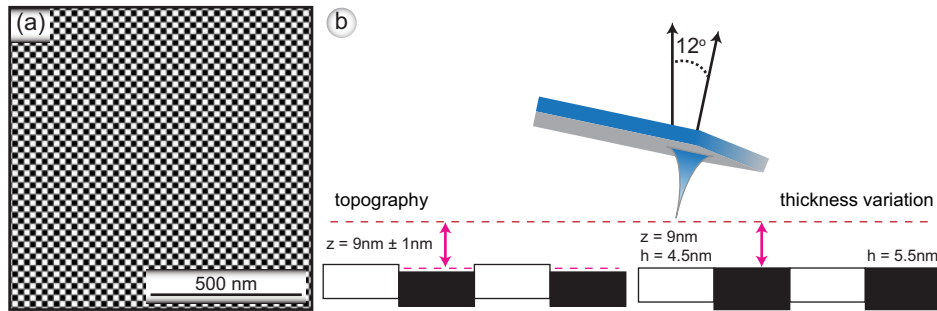 (a)
500 nm
b
12°
topography
thickness variation
z = 9nm ± 1nm
z = 9nm
h = 4.5nm
h = 5.5nm